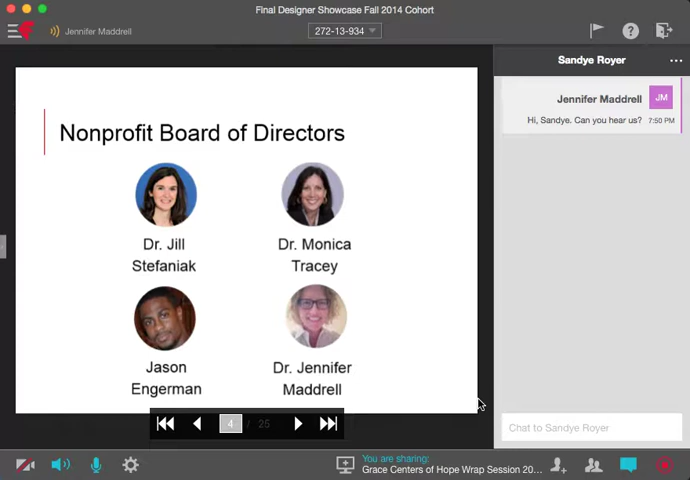 Final Designer Showcase Fall 2014 Cohort
Jennifer Maddrell
272-13-934
Sandye Royer
Jennifer Maddrell
JM
Hi, Sandye. Can you hear us? 7:50 PM
Nonprofit Board of Directors
Dr. Jill
Stefaniak
Dr. Monica
Tracey
Jason
Engerman
Dr. Jennifer
Maddrell
4 / 25
Chat to Sandye Royer
You are sharing:
Grace Centers of Hope Wrap Session 20...